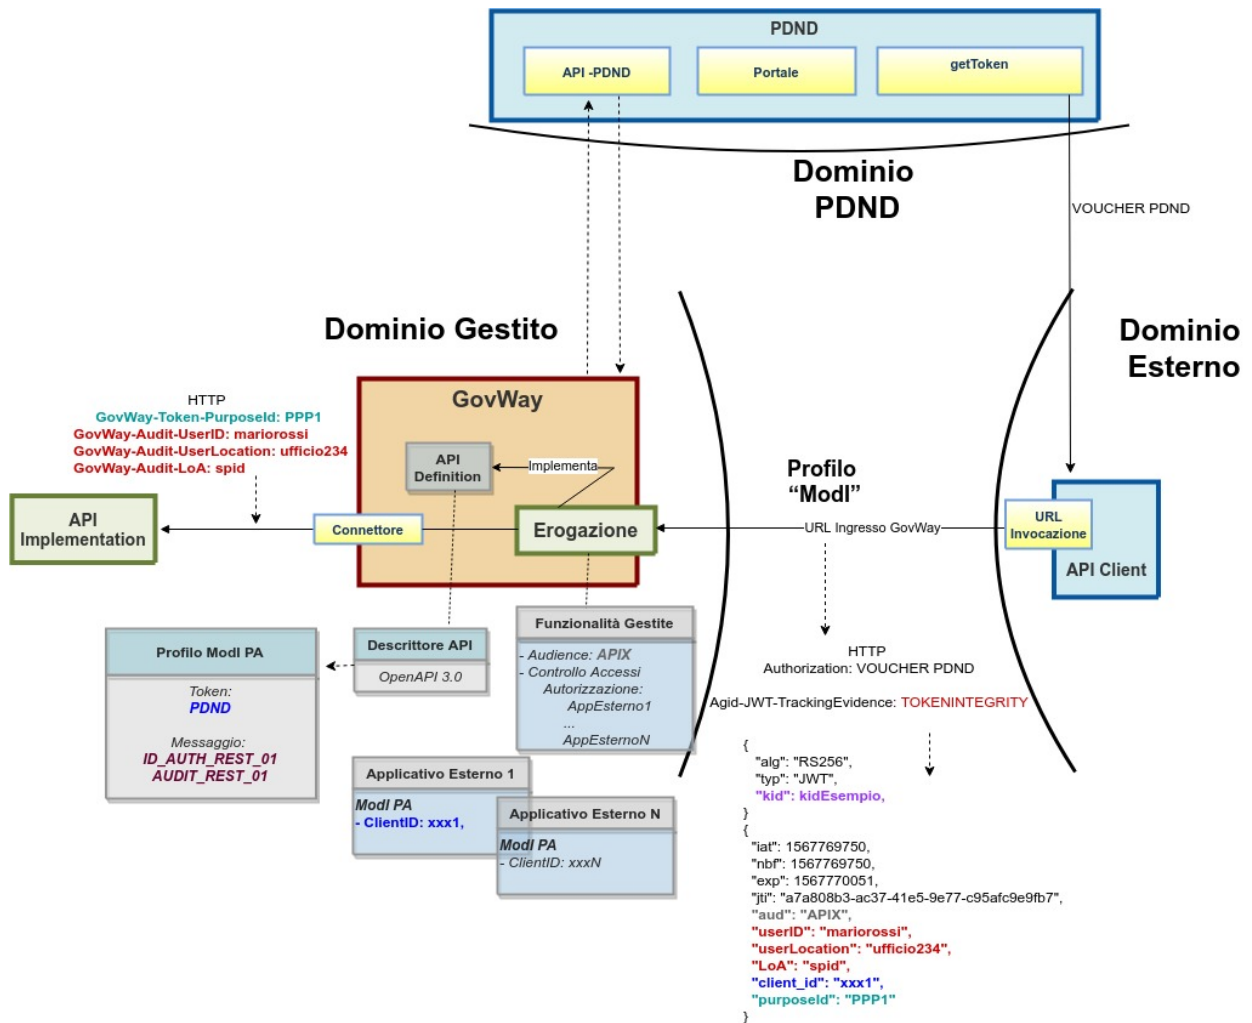 PDND
API -PDND
Portale
getToken
Dominio
PDND
VOUCHER PDND
Dominio Gestito
Dominio
Esterno
HTTP
GovWay-Token-PurposeId: PPP1
GovWay-Audit-UserID: mariorossi
GovWay-Audit-UserLocation: ufficio234
GovWay-Audit-LoA: spid
GovWay
API
Definition
Implementa
Profilo
“ModI”
API
Implementation
Connettore
Erogazione
URL Ingresso GovWay
URL
Invocazione
API Client
Profilo ModI PA
Token:
PDND
Messaggio:
ID_AUTH_REST_01
AUDIT_REST_01
Descrittore API
OpenAPI 3.0
Funzionalità Gestite
- Audience: APIX
- Controllo Accessi
Autorizzazione:
AppEsterno1
...
AppEsternoN
Applicativo Esterno 1
ModI PA
- ClientID: xxx1,
Applicativo Esterno N
ModI PA
- ClientID: xxxN
HTTP
Authorization: VOUCHER PDND
Agid-JWT-TrackingEvidence: TOKENINTEGRITY
{
"alg": "RS256",
"typ": "JWT",
"kid": kidEsempio,
}
{
"iat": 1567769750,
"nbf": 1567769750,
"exp": 1567770051,
"jti": "a7a808b3-ac37-41e5-9e77-c95afc9e9fb7",
"aud": "APIX",
"userID": "mariorossi",
"userLocation": "ufficio234",
"LoA": "spid",
"client_id": "xxx1",
"purposeId": "PPP1"
}